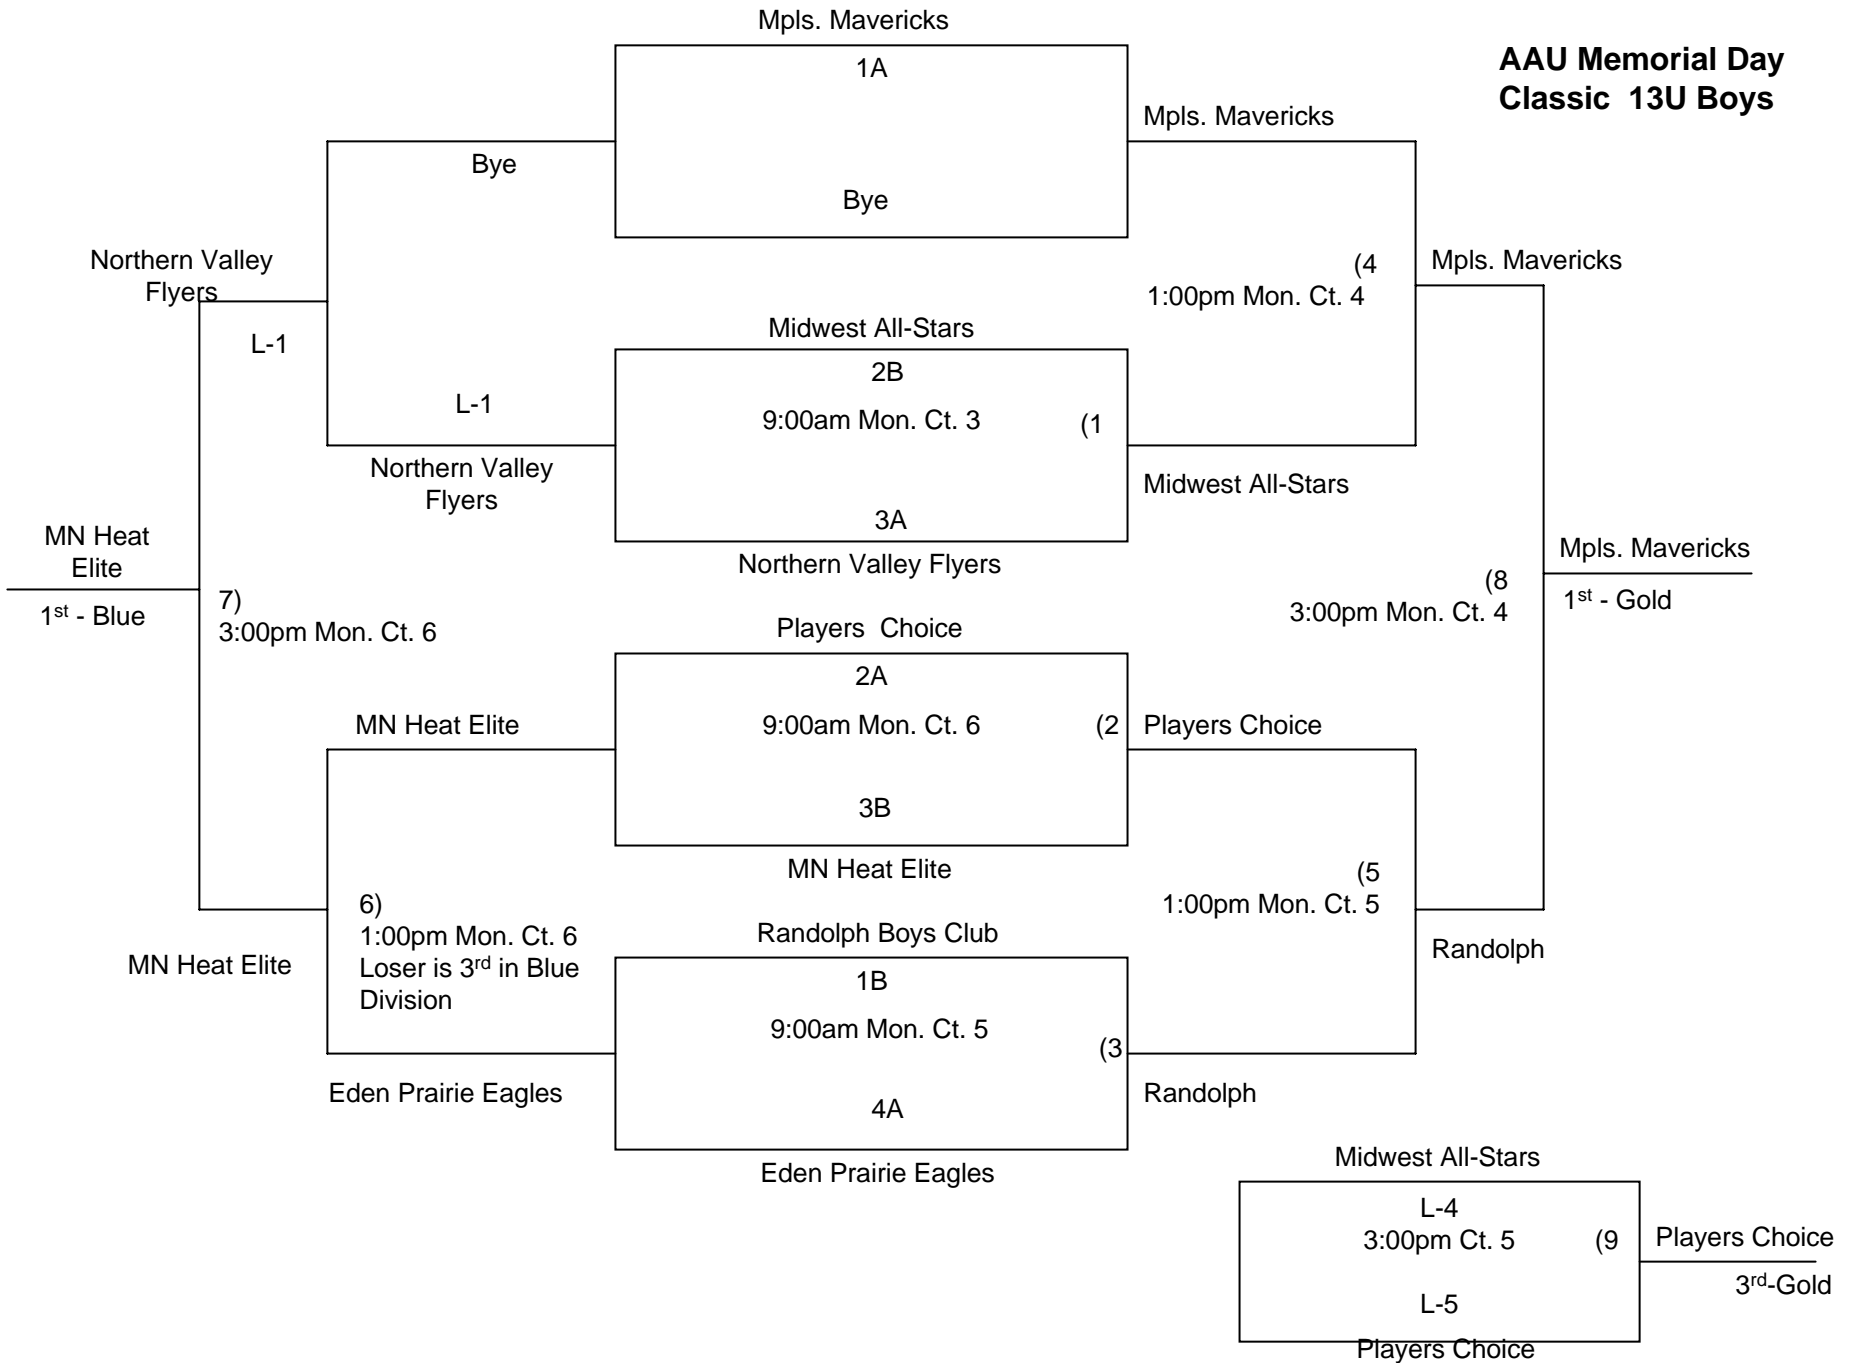 Mpls. Mavericks
AAU Memorial Day
Classic  13U Boys
1A
Mpls. Mavericks
Bye
Bye
Northern Valley
Flyers
(4
1:00pm Mon. Ct. 4
Mpls. Mavericks
L-1
Midwest All-Stars
2B
L-1
9:00am Mon. Ct. 3
(1
Northern Valley
Flyers
Midwest All-Stars
3A
Northern Valley Flyers
MN Heat
Elite
1st - Blue
7)
3:00pm Mon. Ct. 6
(8
3:00pm Mon. Ct. 4
Mpls. Mavericks
1st - Gold
Players  Choice
2A
MN Heat Elite
9:00am Mon. Ct. 6
(2
Players Choice
3B
MN Heat Elite
(5
1:00pm Mon. Ct. 5
6)
1:00pm Mon. Ct. 6
Loser is 3rd in Blue
Division
MN Heat Elite
Randolph Boys Club
Randolph
1B
9:00am Mon. Ct. 5
(3
Eden Prairie Eagles
4A
Randolph
Eden Prairie Eagles
Midwest All-Stars
L-4
3:00pm Ct. 5
(9
Players Choice
3rd-Gold
L-5
Players Choice